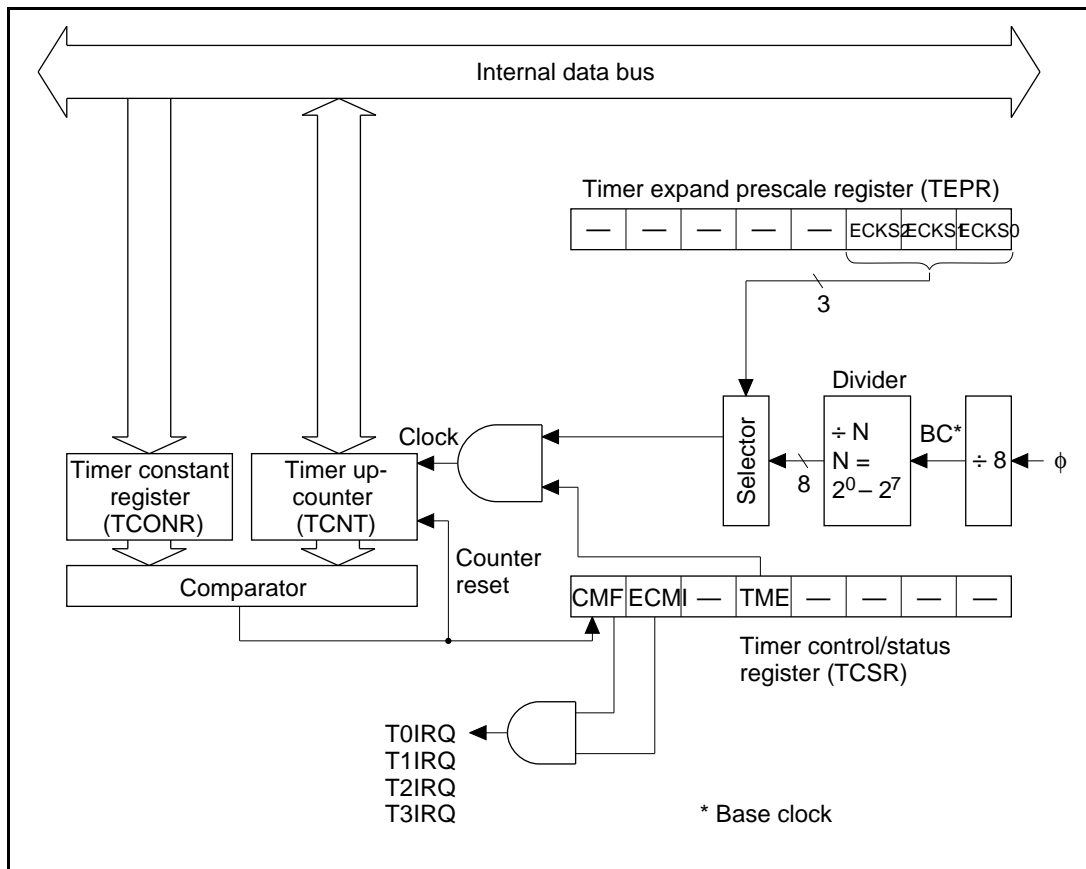 Internal data bus
Timer expand prescale register (TEPR)
— — — — — ECKS2 ECKS1 ECKS0
3
Divider
Selector
÷ N
N =
2⁰ – 2⁷
8
BC*
÷ 8
ϕ
Clock
Timer constant
register
(TCONR)
Timer up-
counter
(TCNT)
Counter
reset
Comparator
CMF ECMI — TME — — — —
Timer control/status
register (TCSR)
T0IRQ
T1IRQ
T2IRQ
T3IRQ
* Base clock